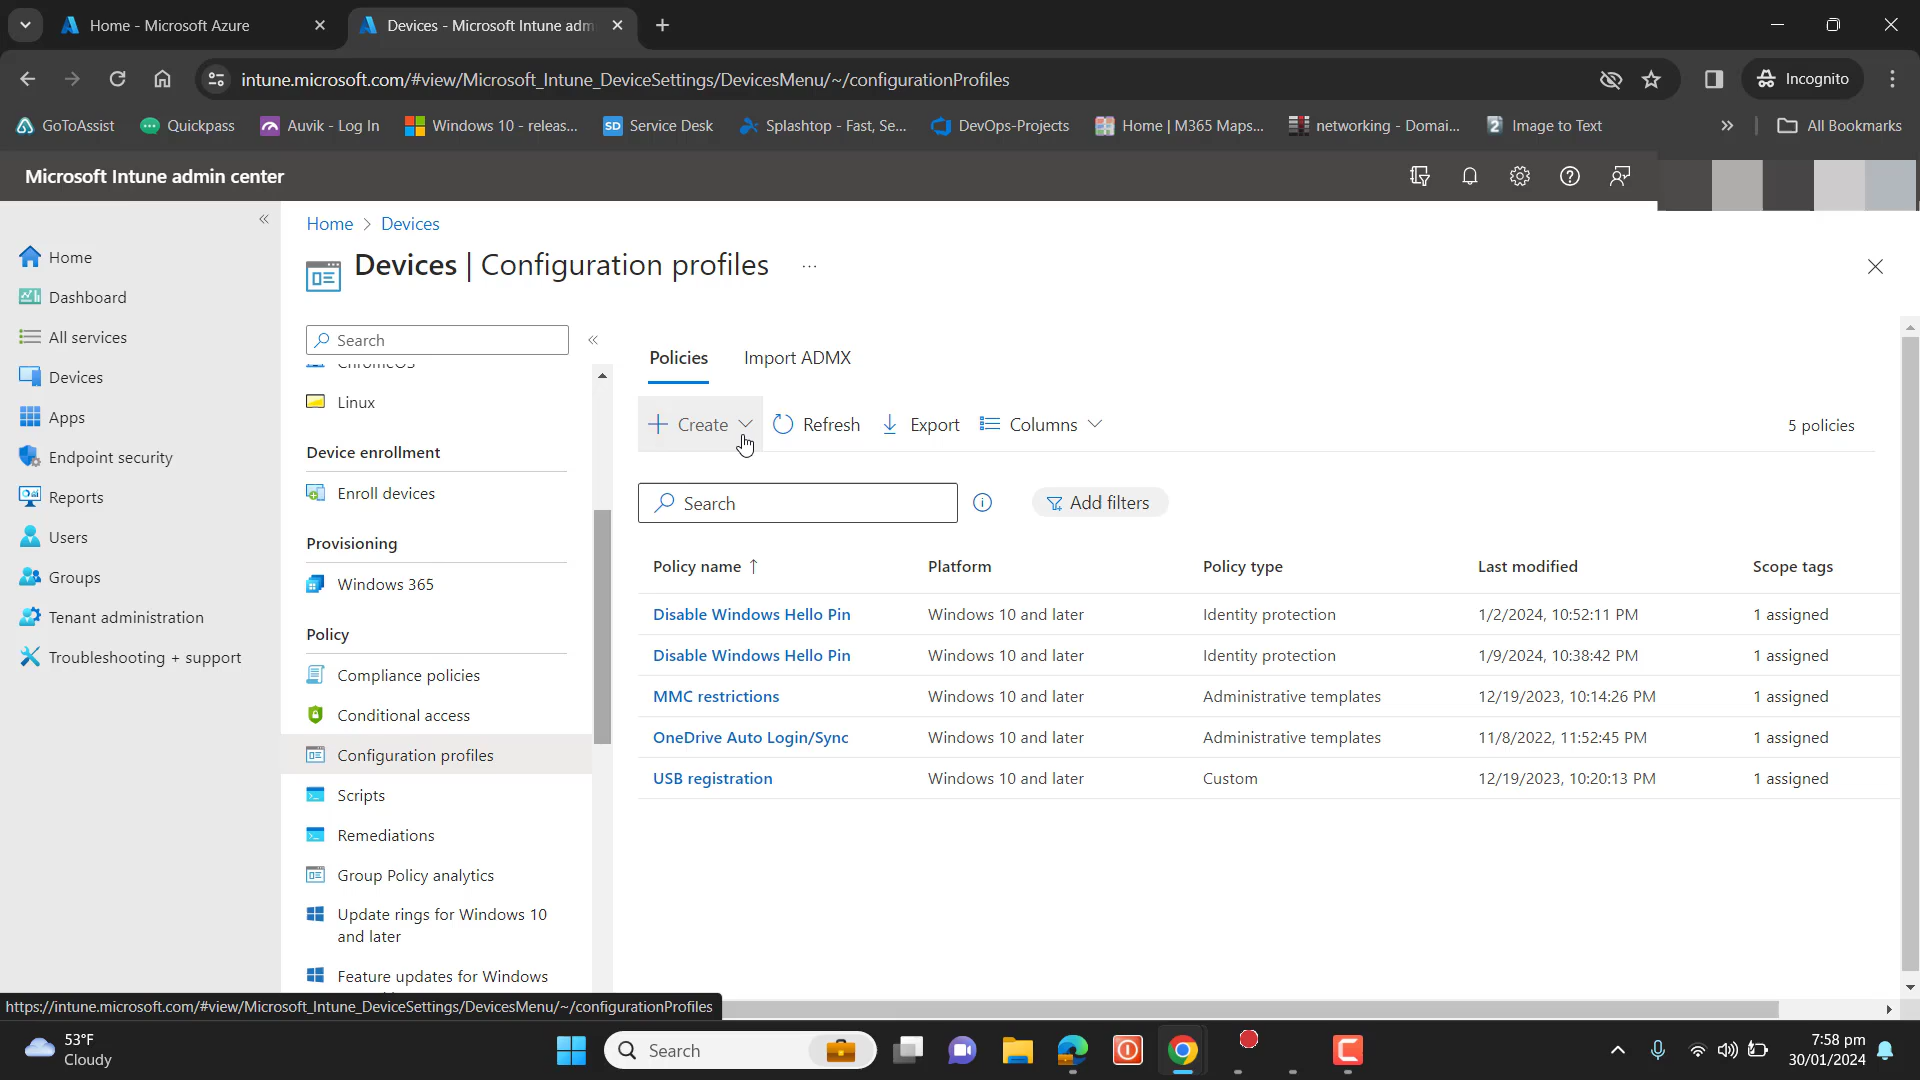 Home - Microsoft Azure
Devices - Microsoft Intune adm
intune.microsoft.com/#view/Microsoft_Intune_DeviceSettings/DevicesMenu/~/configurationProfiles
Incognito
GoToAssist
Quickpass
Auvik - Log In
Windows 10 - releas...
SD Service Desk
Splashtop - Fast, Se...
DevOps-Projects
Home | M365 Maps...
networking - Domai...
Image to Text
All Bookmarks
Microsoft Intune admin center
Home
Dashboard
All services
Devices
Apps
Endpoint security
Reports
Users
Groups
Tenant administration
Troubleshooting + support
Home > Devices
Devices | Configuration profiles ...
Search
ChromeOS
Linux
Device enrollment
Enroll devices
Provisioning
Windows 365
Policy
Compliance policies
Conditional access
Configuration profiles
Scripts
Remediations
Group Policy analytics
Update rings for Windows 10
and later
Feature updates for Windows
Policies Import ADMX
Create Refresh Export Columns 5 policies
Search Add filters
Policy name ↑ Platform Policy type Last modified Scope tags
Disable Windows Hello Pin Windows 10 and later Identity protection 1/2/2024, 10:52:11 PM 1 assigned
Disable Windows Hello Pin Windows 10 and later Identity protection 1/9/2024, 10:38:42 PM 1 assigned
MMC restrictions Windows 10 and later Administrative templates 12/19/2023, 10:14:26 PM 1 assigned
OneDrive Auto Login/Sync Windows 10 and later Administrative templates 11/8/2022, 11:52:45 PM 1 assigned
USB registration Windows 10 and later Custom 12/19/2023, 10:20:13 PM 1 assigned
https://intune.microsoft.com/#view/Microsoft_Intune_DeviceSettings/DevicesMenu/~/configurationProfiles
53°F
Cloudy
Search
7:58 pm
30/01/2024